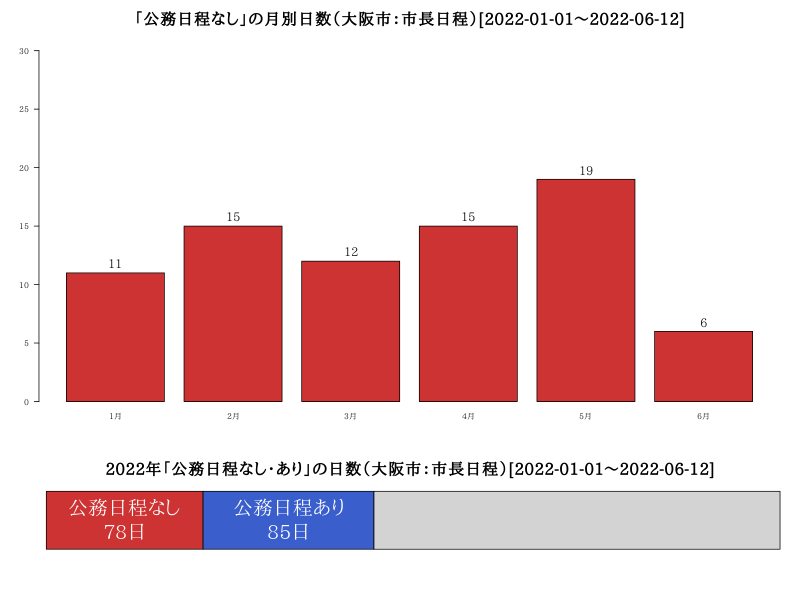 「公務日程なし」の月別日数（大阪市：市長日程）[2022-01-01〜2022-06-12]
30
25
20
15
10
5
0
11
15
12
15
19
6
1月
2月
3月
4月
5月
6月
2022年「公務日程なし・あり」の日数（大阪市：市長日程）[2022-01-01〜2022-06-12]
公務日程なし
78日
公務日程あり
85日